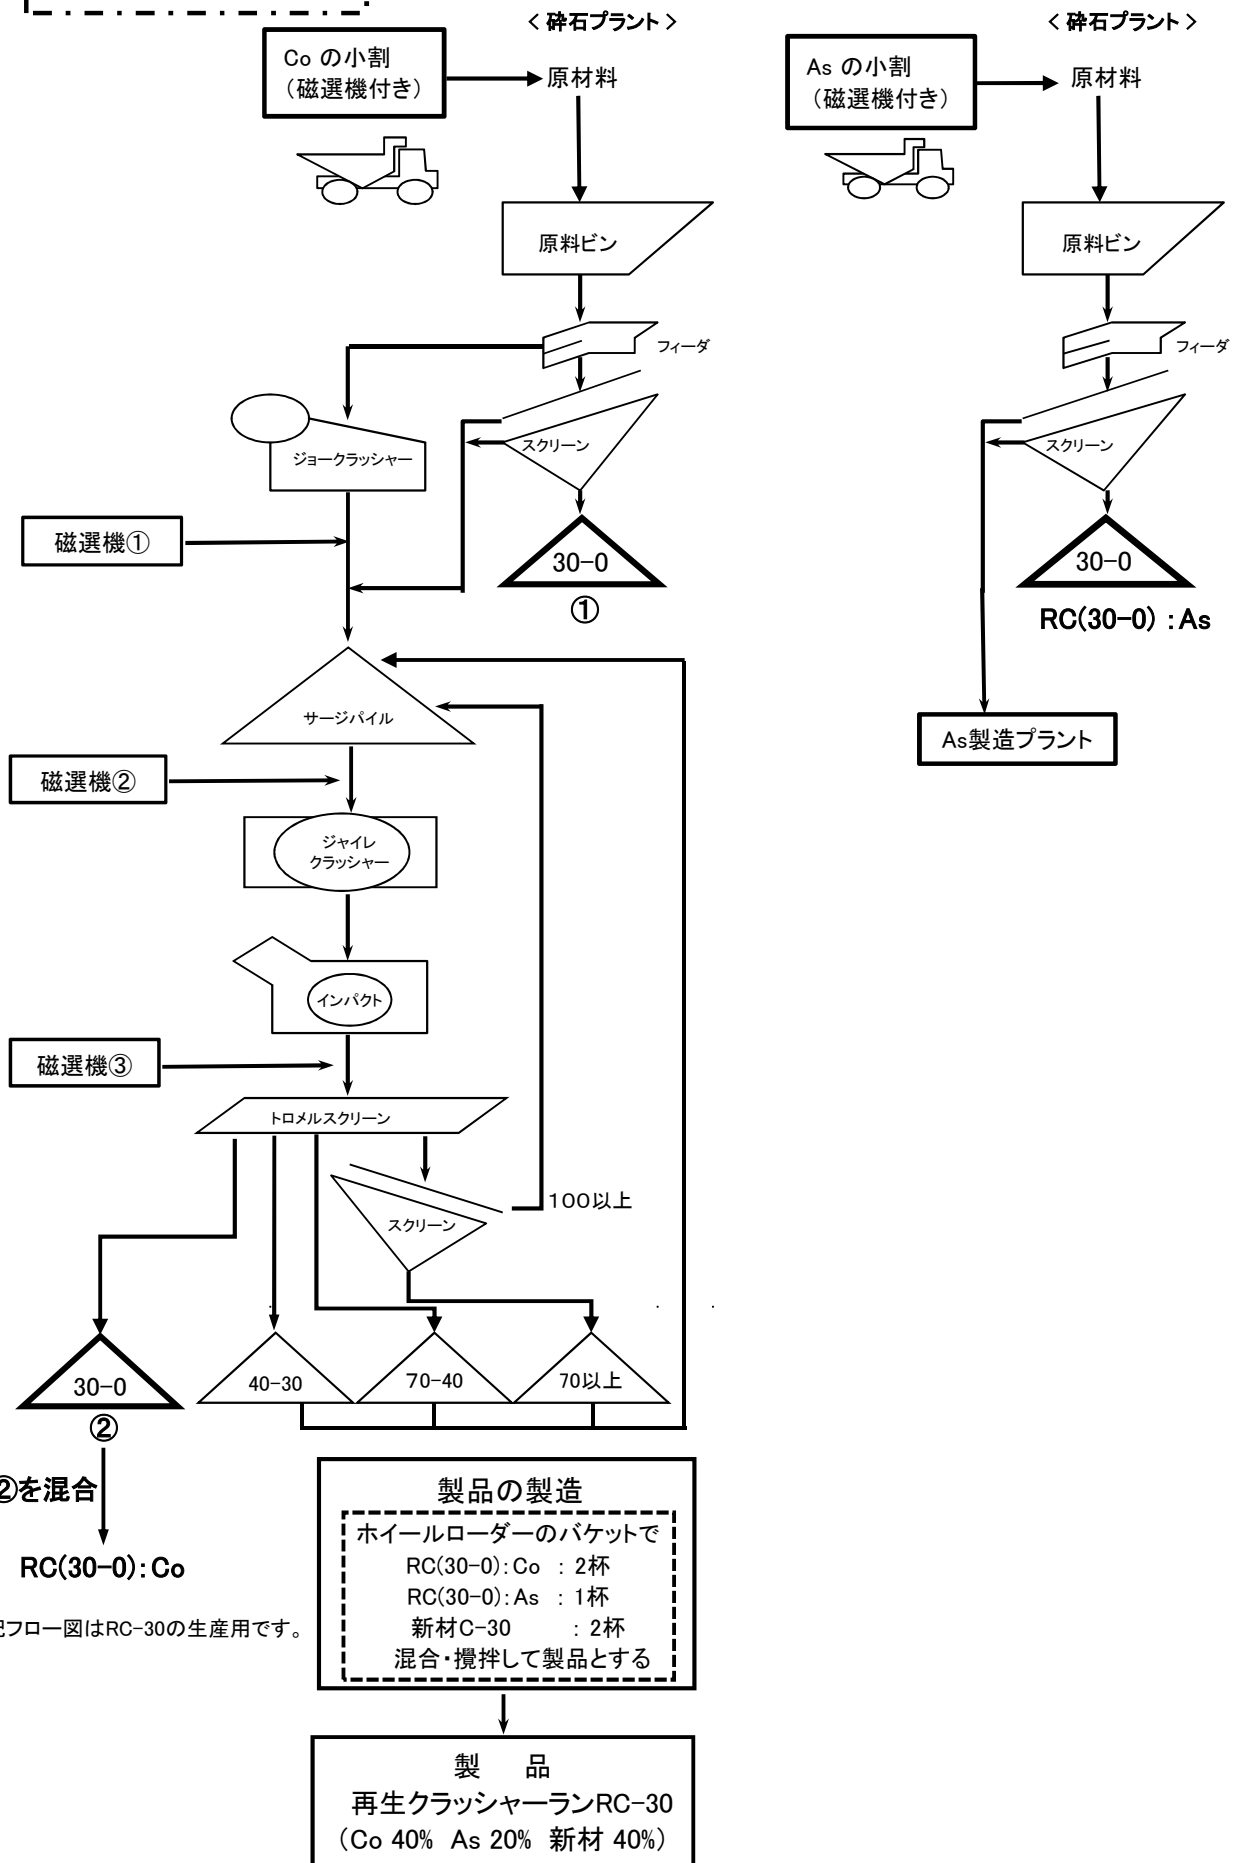 < 砕石プラント >
< 砕石プラント >
Co の小割
（磁選機付き）
原材料
As の小割
（磁選機付き）
原材料
原料ビン
原料ビン
フィーダ
フィーダ
スクリーン
スクリーン
ジョークラッシャー
磁選機①
30-0
①
30-0
RC(30-0) : As
サージパイル
As製造プラント
磁選機②
ジャイレ
クラッシャー
インパクト
磁選機③
トロメルスクリーン
100以上
スクリーン
30-0
40-30
70-40
70以上
②
②を混合
RC(30-0): Co
フロー図はRC-30の生産用です。
製品の製造
ホイールローダーのバケットで
RC(30-0): Co : 2杯
RC(30-0): As : 1杯
新材C-30 : 2杯
混合・攪拌して製品とする
製 品
再生クラッシャーランRC-30
（Co 40% As 20% 新材 40%）